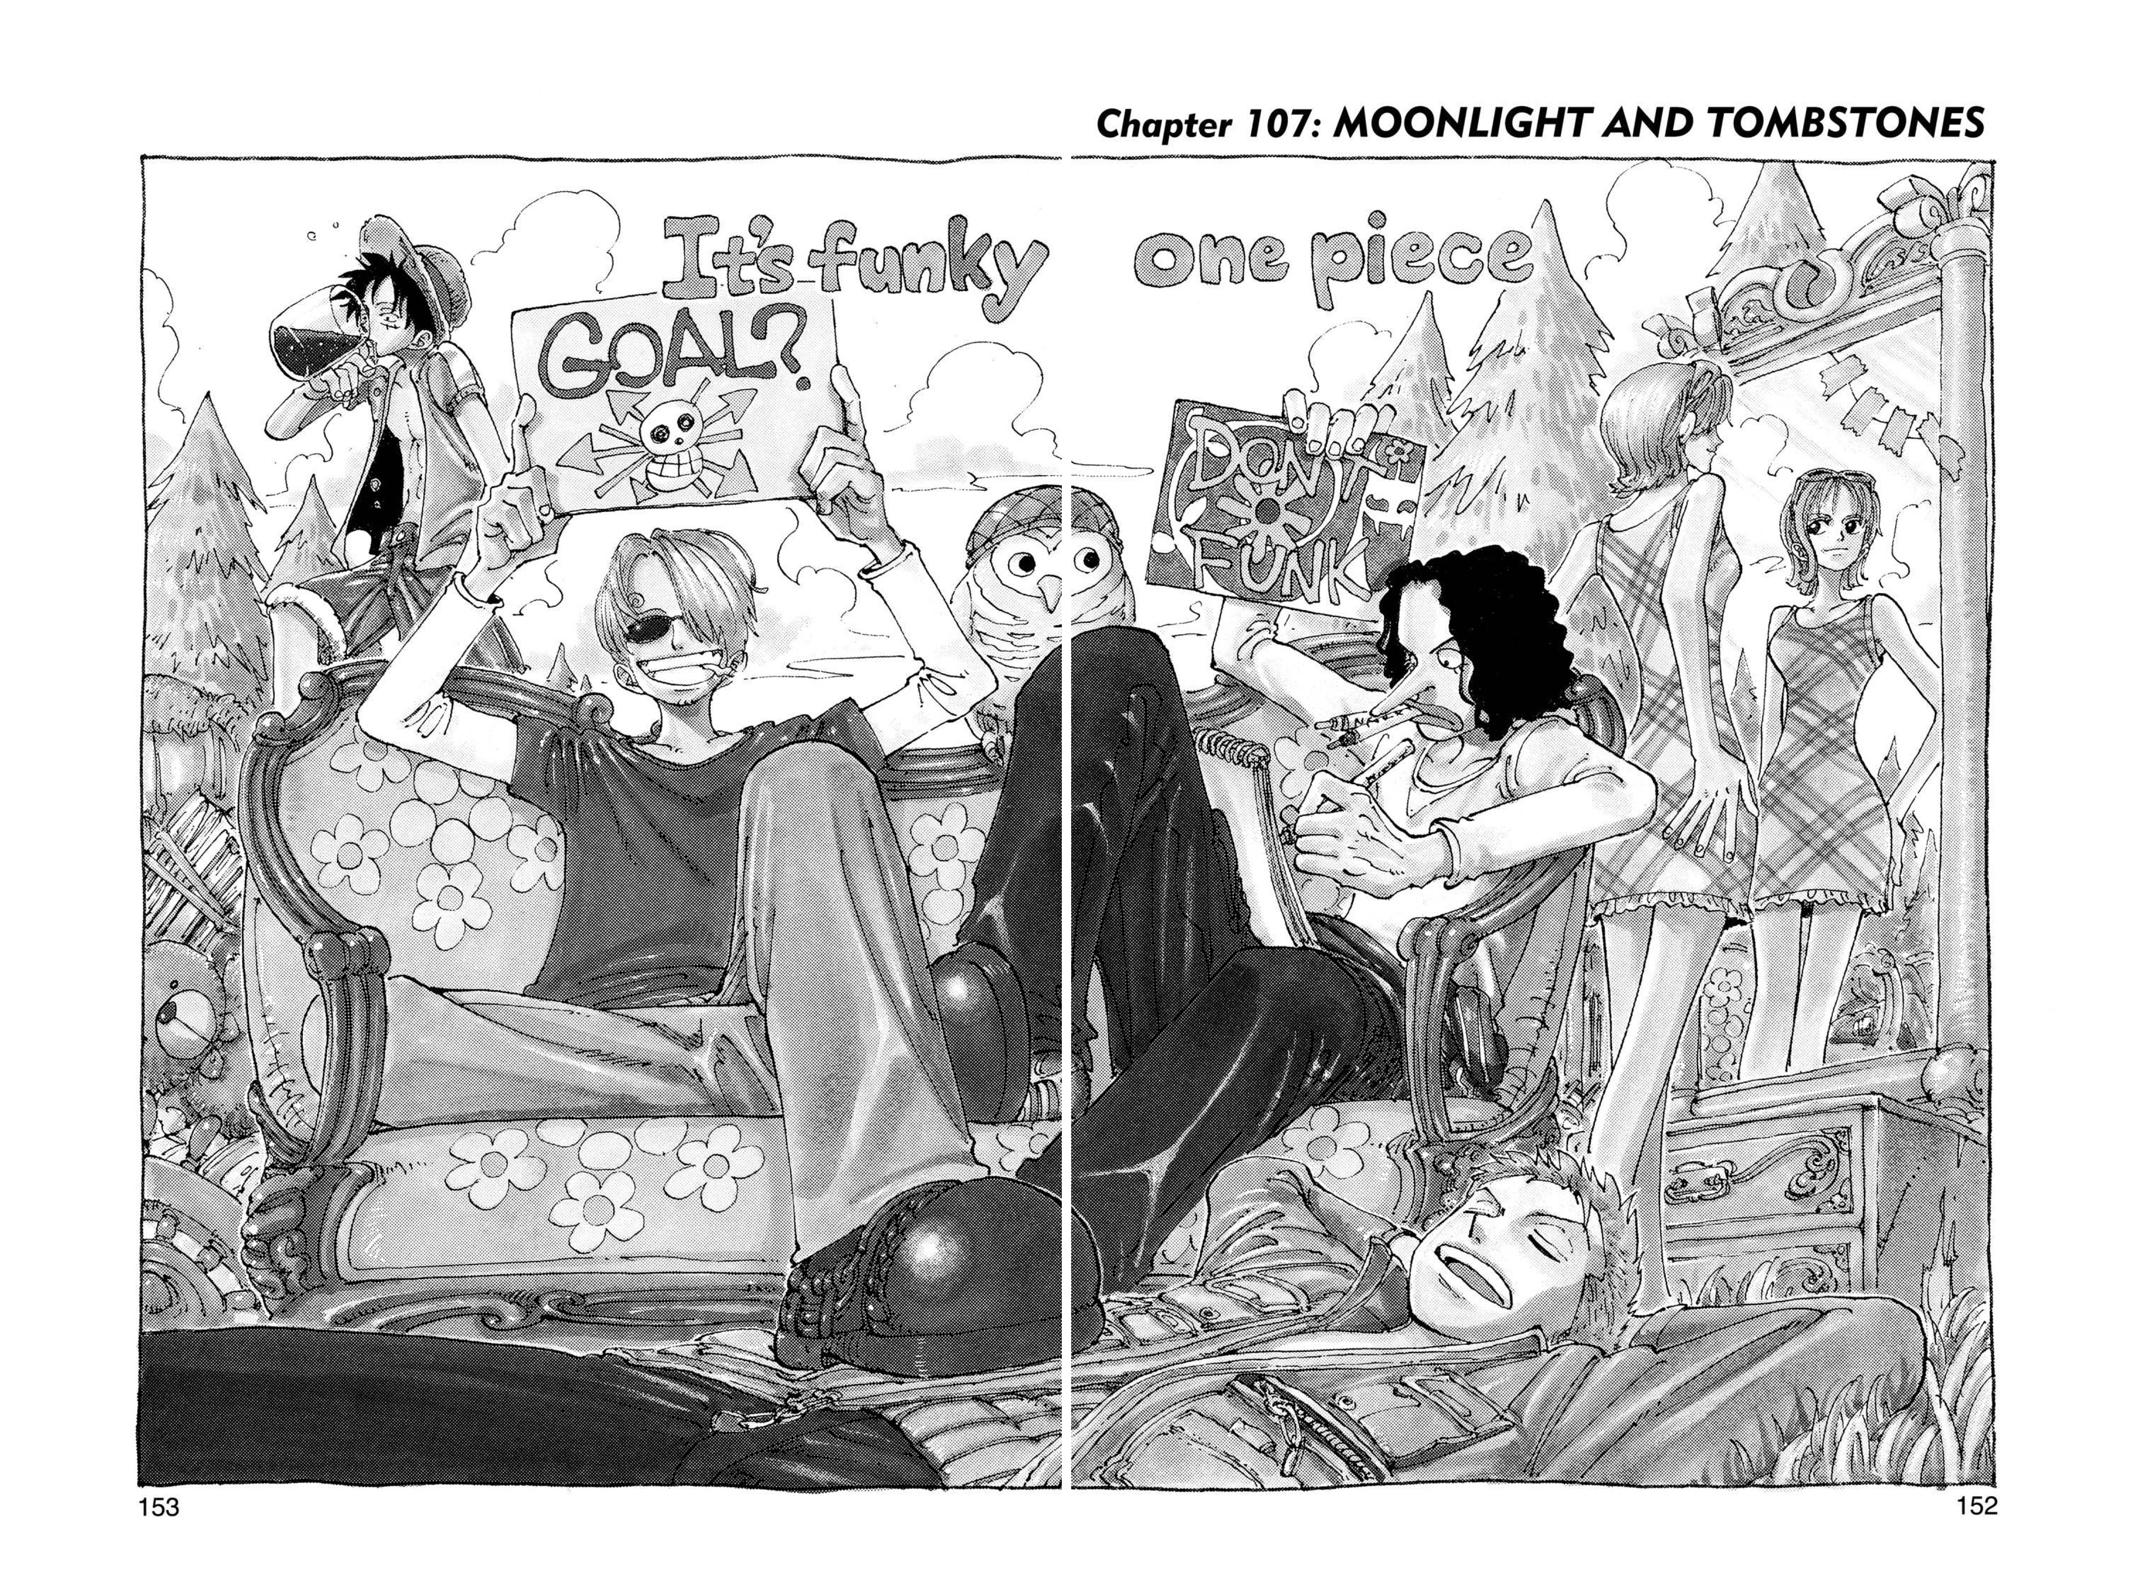 Chapter 107: MOONLIGHT AND TOMBSTONES
It's funky one piece
GOAL?
DON'T
FUNK
153
152